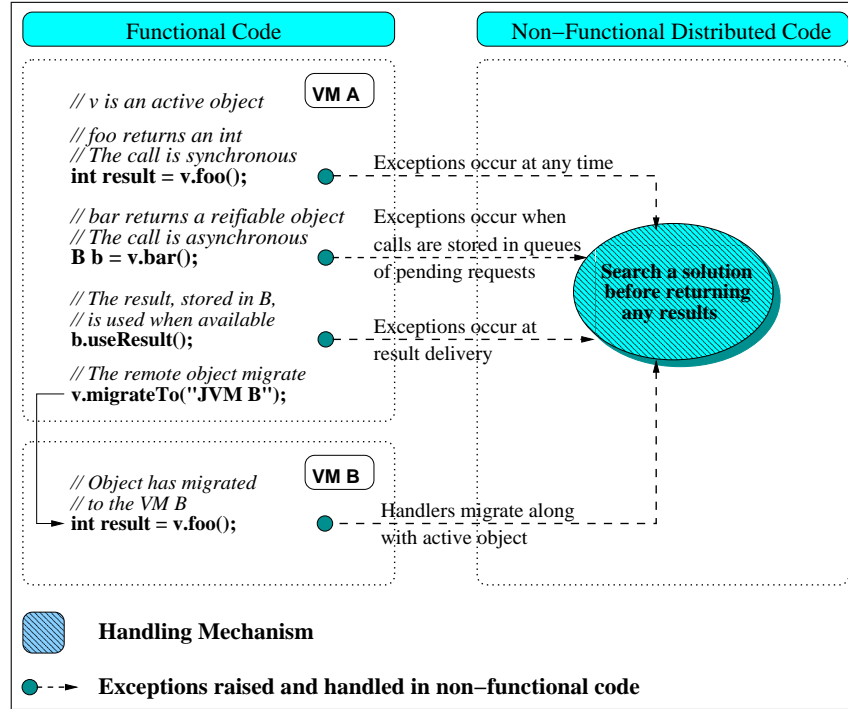 Functional Code
Non−Functional Distributed Code
VM A
// v is an active object
// foo returns an int
// The call is synchronous
int result = v.foo();
Exceptions occur at any time
// bar returns a reifiable object
// The call is asynchronous
B b = v.bar();
Exceptions occur when
calls are stored in queues
of pending requests
Search a solution
before returning
any results
// The result, stored in B,
// is used when available
b.useResult();
Exceptions occur at
result delivery
// The remote object migrate
v.migrateTo("JVM B");
VM B
// Object has migrated
// to the VM B
int result = v.foo();
Handlers migrate along
with active object
Handling Mechanism
Exceptions raised and handled in non−functional code